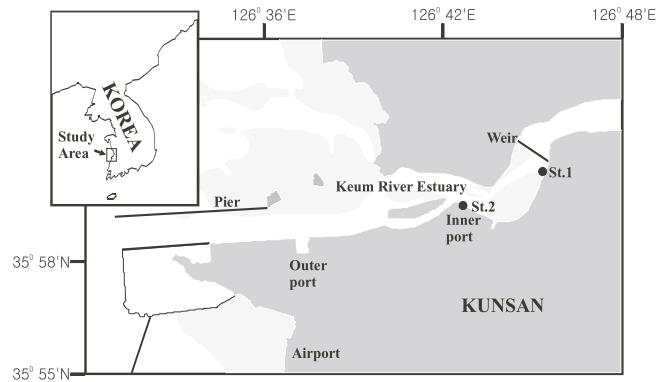 126° 36'E
126° 42'E
126° 48'E
KOREA
Study
Area
Weir
St.1
Keum River Estuary
Pier
St.2
Inner
port
35° 58'N
Outer
port
KUNSAN
Airport
35° 55'N